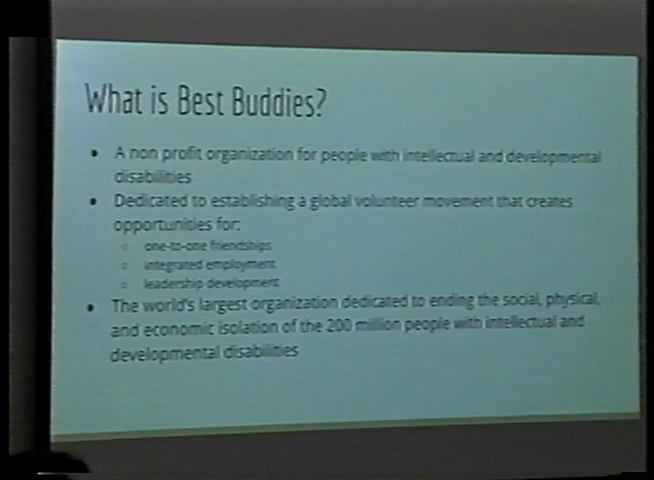 What is Best Buddies?
• A non profit organization for people with intellectual and developmental
disabilities
• Dedicated to establishing a global volunteer movement that creates
opportunities for:
○ one-to-one friendships
○ integrated employment
○ leadership development
• The world's largest organization dedicated to ending the social, physical,
and economic isolation of the 200 million people with intellectual and
developmental disabilities